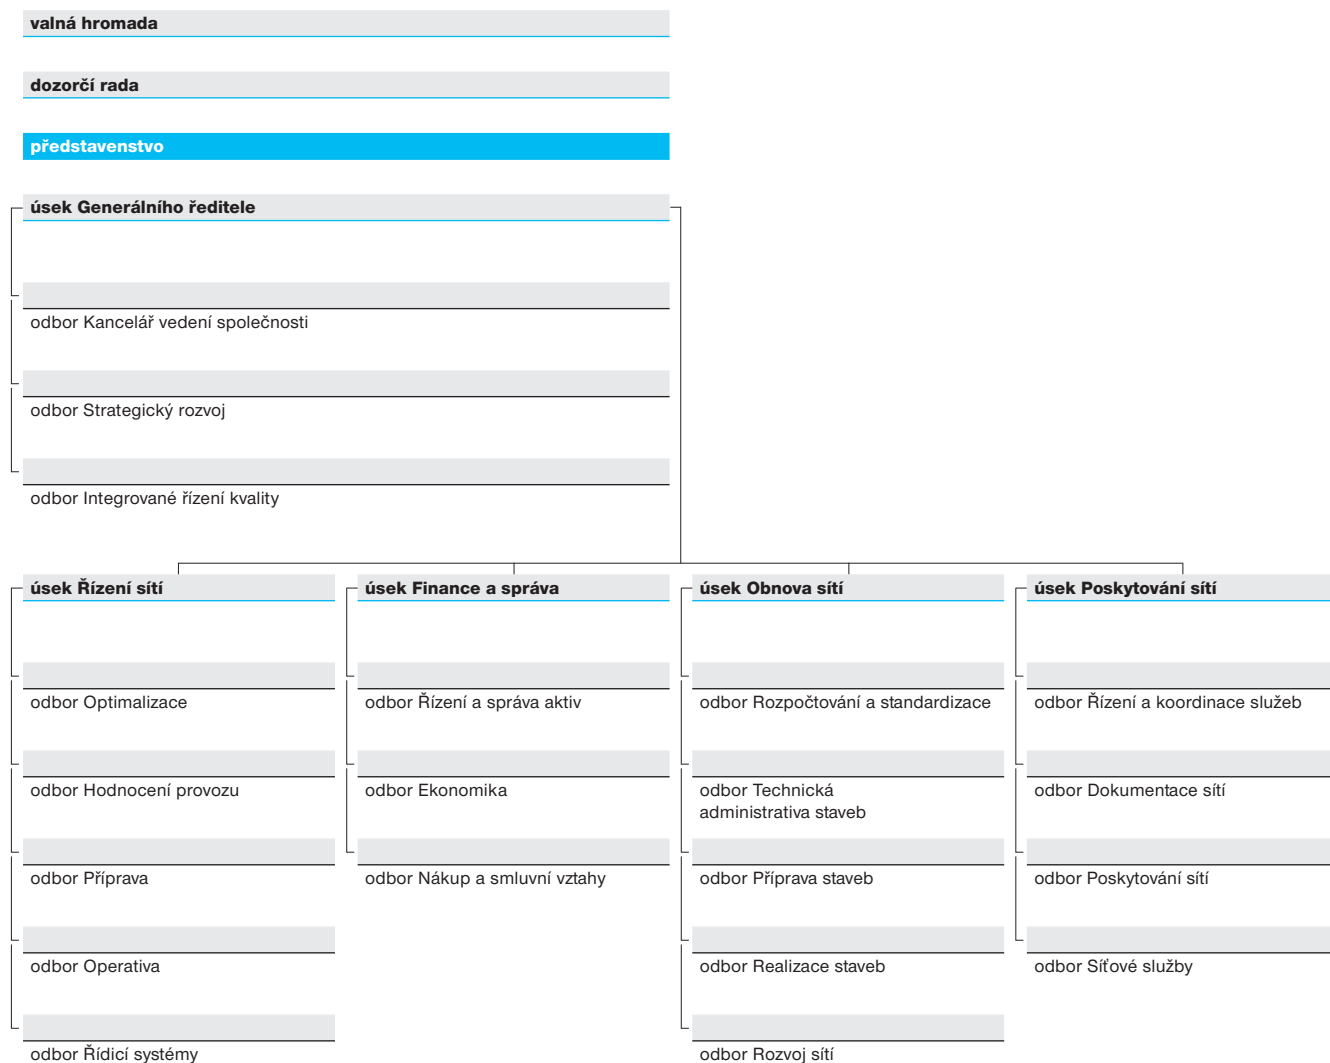 valná hromada
dozorčí rada
představenstvo
úsek Generálního ředitele
odbor Kancelář vedení společnosti
odbor Strategický rozvoj
odbor Integrované řízení kvality
úsek Řízení sítí
odbor Optimalizace
odbor Hodnocení provozu
odbor Příprava
odbor Operativa
odbor Řídicí systémy
úsek Finance a správa
odbor Řízení a správa aktiv
odbor Ekonomika
odbor Nákup a smluvní vztahy
úsek Obnova sítí
odbor Rozpočtování a standardizace
odbor Technická
administrativa staveb
odbor Příprava staveb
odbor Realizace staveb
odbor Rozvoj sítí
úsek Poskytování sítí
odbor Řízení a koordinace služeb
odbor Dokumentace sítí
odbor Poskytování sítí
odbor Síťové služby